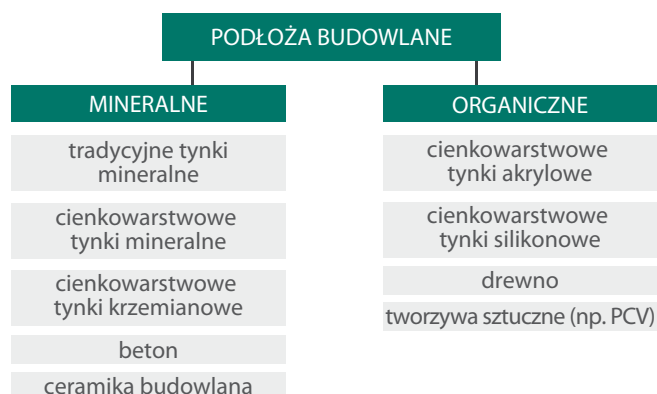 PODŁOŻA BUDOWLANE
MINERALNE
tradycyjne tynki
mineralne
cienkowarstwowe
tynki mineralne
cienkowarstwowe
tynki krzemianowe
beton
ceramika budowlana
ORGANICZNE
cienkowarstwowe
tynki akrylowe
cienkowarstwowe
tynki silikonowe
drewno
tworzywa sztuczne (np. PCV)